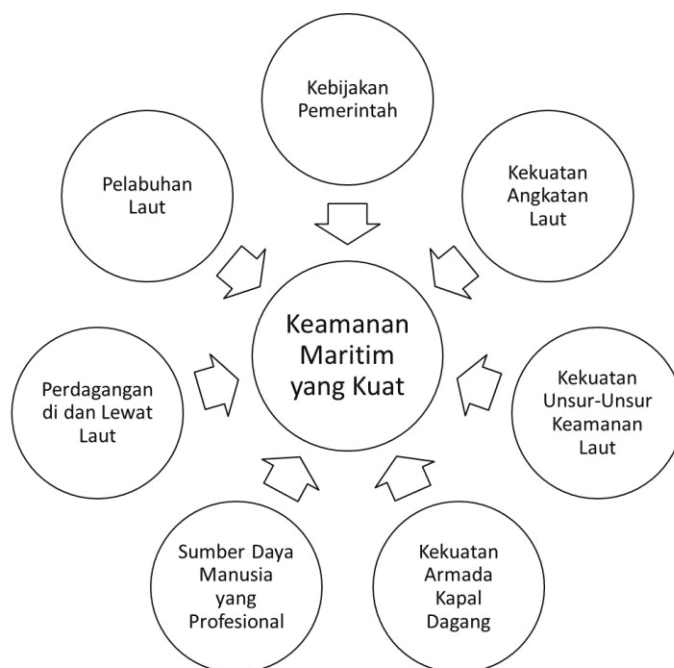 Kebijakan
Pemerintah
Kekuatan
Angkatan
Laut
Kekuatan
Unsur-Unsur
Keamanan
Laut
Kekuatan
Armada
Kapal
Dagang
Sumber Daya
Manusia
yang
Profesional
Perdagangan
di dan Lewat
Laut
Pelabuhan
Laut
Keamanan
Maritim
yang Kuat